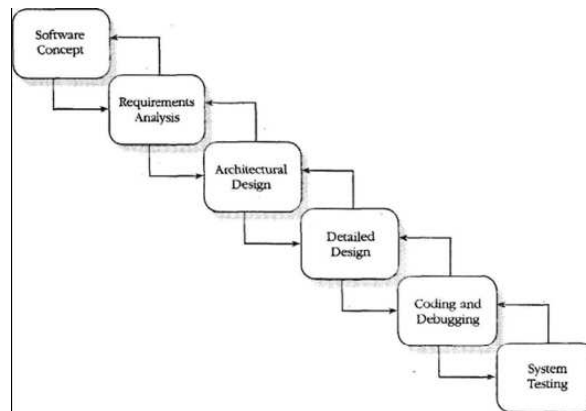 Software
Concept
Requirements
Analysis
Architectural
Design
Detailed
Design
Coding and
Debugging
System
Testing